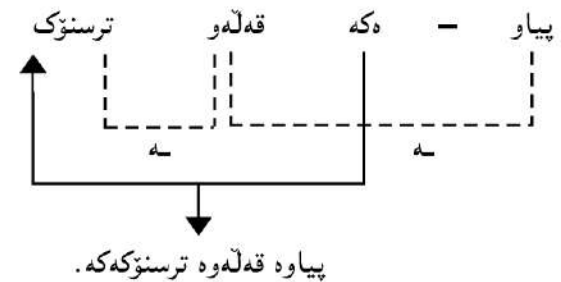 پیاو – ەکە قەڵەو ترسنۆک
ـە ـە
پیاوە قەڵەوە ترسنۆکەکە.